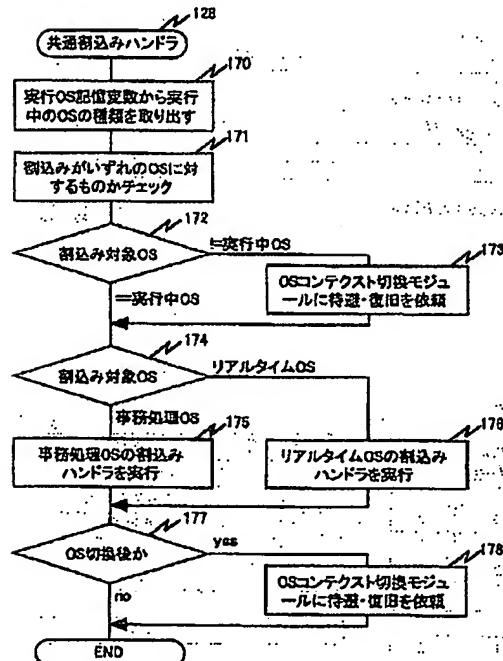 128
共通割込みハンドラ
170
実行OS記憶変数から実行
中のOSの種類を取り出す
171
割込みがいずれのOSに対
するものかチェック
172
割込み対象OS
!=実行中OS
173
OSコンテクスト切換モジュ
ールに待避・復旧を依頼
==実行中OS
174
割込み対象OS
リアルタイムOS
事務処理OS
175
事務処理OSの割込み
ハンドラを実行
176
リアルタイムOSの割込み
ハンドラを実行
177
OS切換後か
yes
178
OSコンテクスト切換モジュ
ールに待避・復旧を依頼
no
END